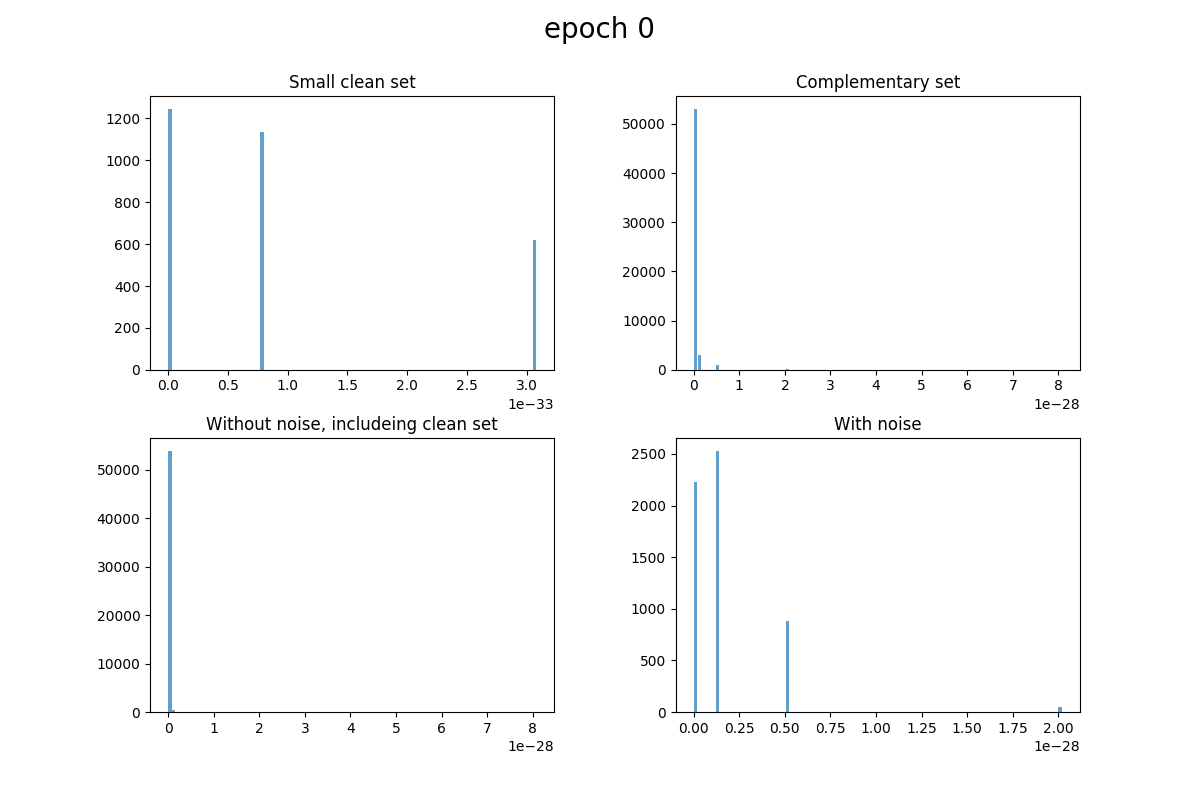 epoch 0
Small clean set
1200
1000
800
600
400
200
0
0.0 0.5 1.0 1.5 2.0 2.5 3.0
1e−33
Complementary set
50000
40000
30000
20000
10000
0
0 1 2 3 4 5 6 7 8
1e−28
Without noise, includeing clean set
50000
40000
30000
20000
10000
0
0 1 2 3 4 5 6 7 8
1e−28
With noise
2500
2000
1500
1000
500
0
0.00 0.25 0.50 0.75 1.00 1.25 1.50 1.75 2.00
1e−28